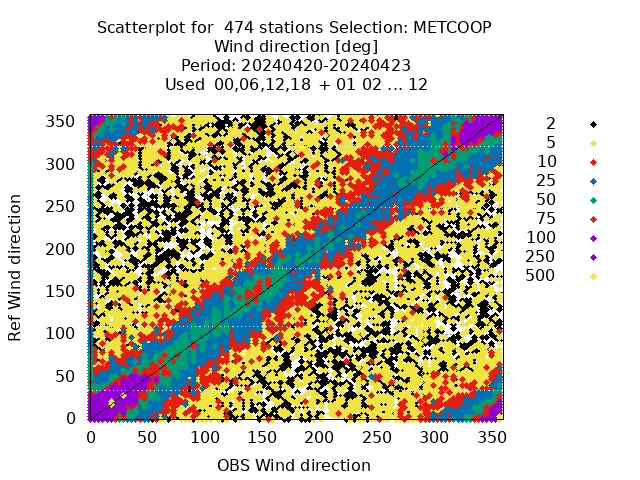 Scatterplot for  474 stations Selection: METCOOP
Wind direction [deg]
Period: 20240420-20240423
Used  00,06,12,18  + 01 02 ... 12
Ref Wind direction
350
300
250
200
150
100
50
0
0 50 100 150 200 250 300 350
OBS Wind direction
2
5
10
25
50
75
100
250
500